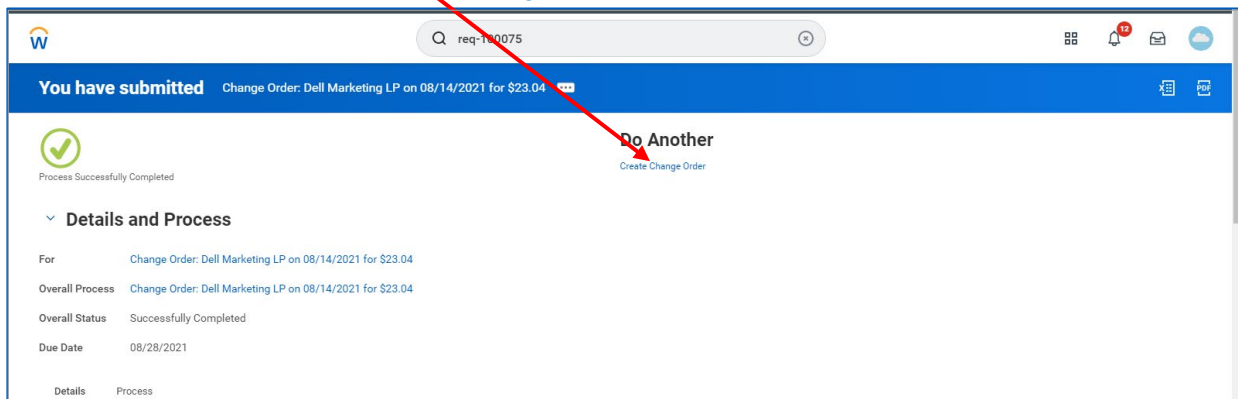 req-100075
12
You have submitted Change Order: Dell Marketing LP on 08/14/2021 for $23.04
PDF
Do Another
Create Change Order
Process Successfully Completed
Details and Process
For Change Order: Dell Marketing LP on 08/14/2021 for $23.04
Overall Process Change Order: Dell Marketing LP on 08/14/2021 for $23.04
Overall Status Successfully Completed
Due Date 08/28/2021
Details Process